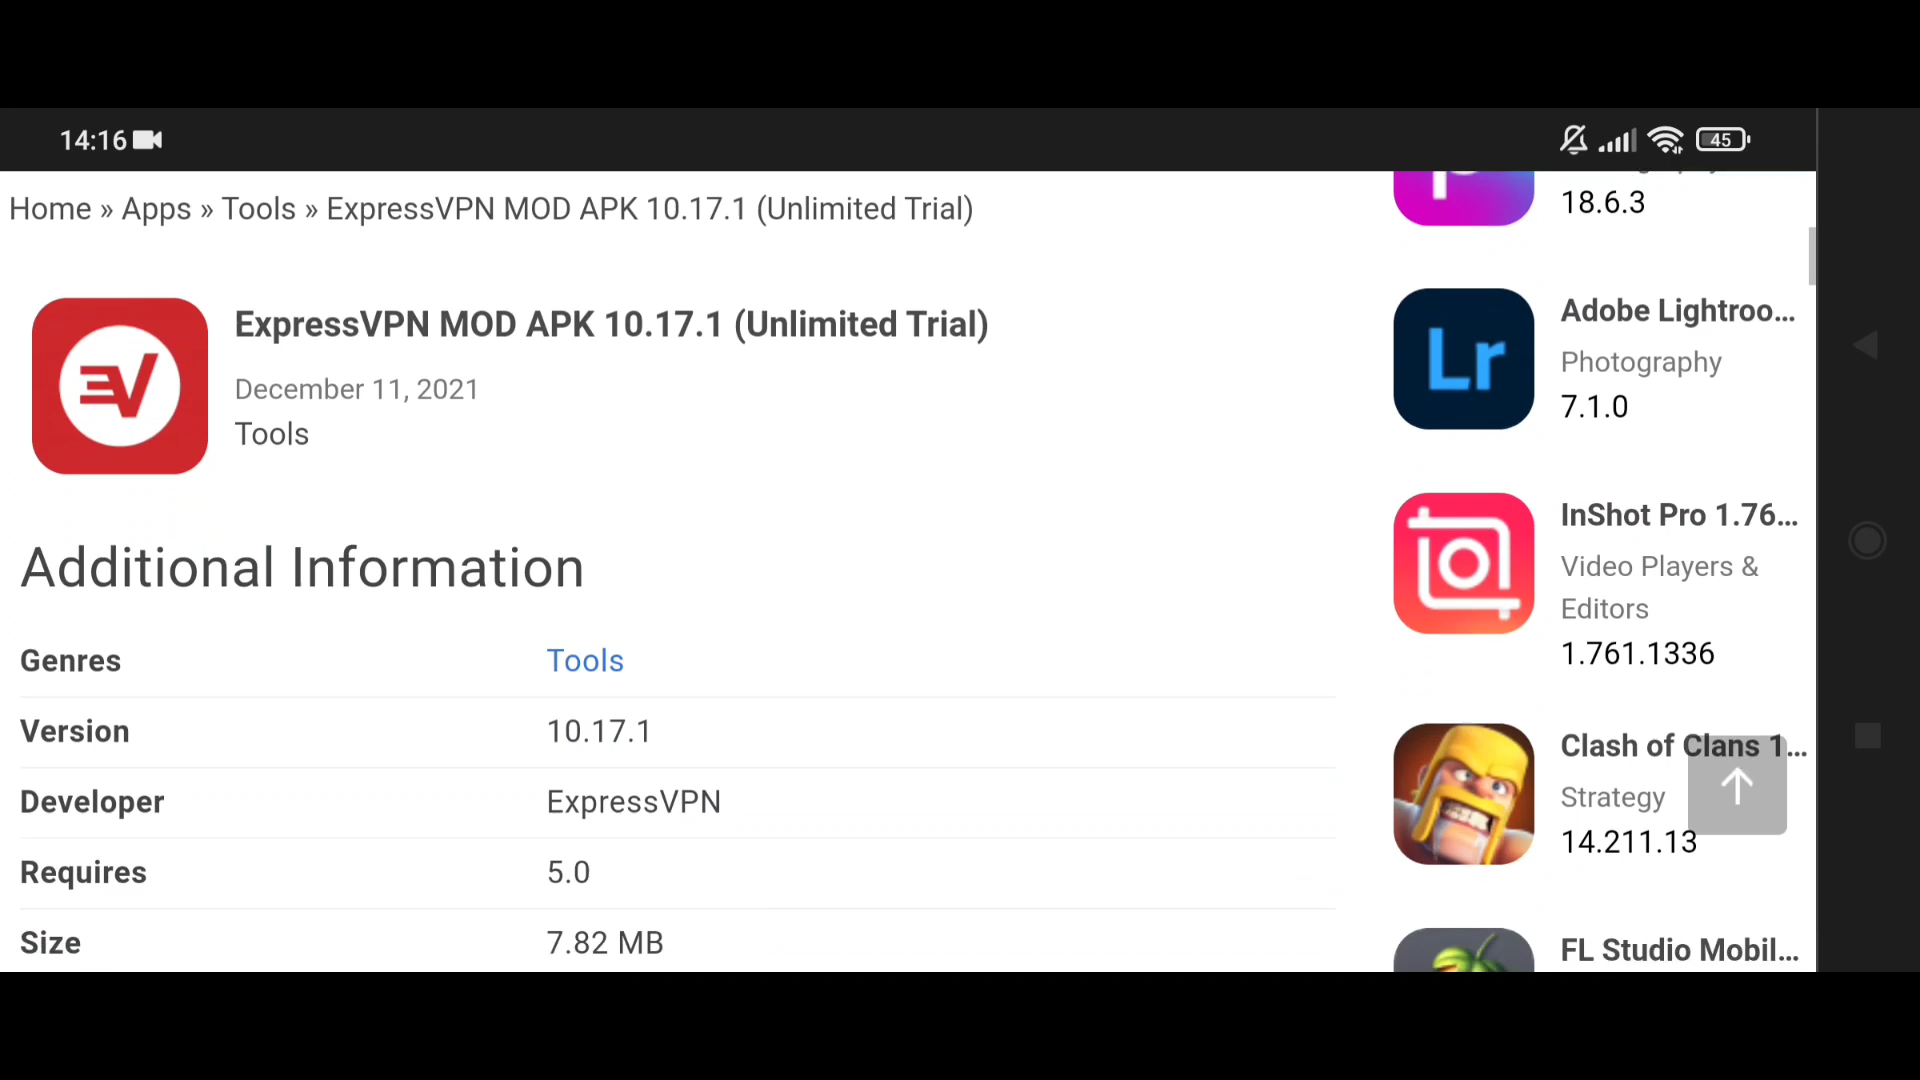 14:16
45
Home » Apps » Tools » ExpressVPN MOD APK 10.17.1 (Unlimited Trial)
ExpressVPN MOD APK 10.17.1 (Unlimited Trial)
December 11, 2021
Tools
Additional Information
Genres Tools
Version 10.17.1
Developer ExpressVPN
Requires 5.0
Size 7.82 MB
18.6.3
Lr
Adobe Lightroo...
Photography
7.1.0
InShot Pro 1.76...
Video Players &
Editors
1.761.1336
Clash of Clans 1...
Strategy
14.211.13
FL Studio Mobil...